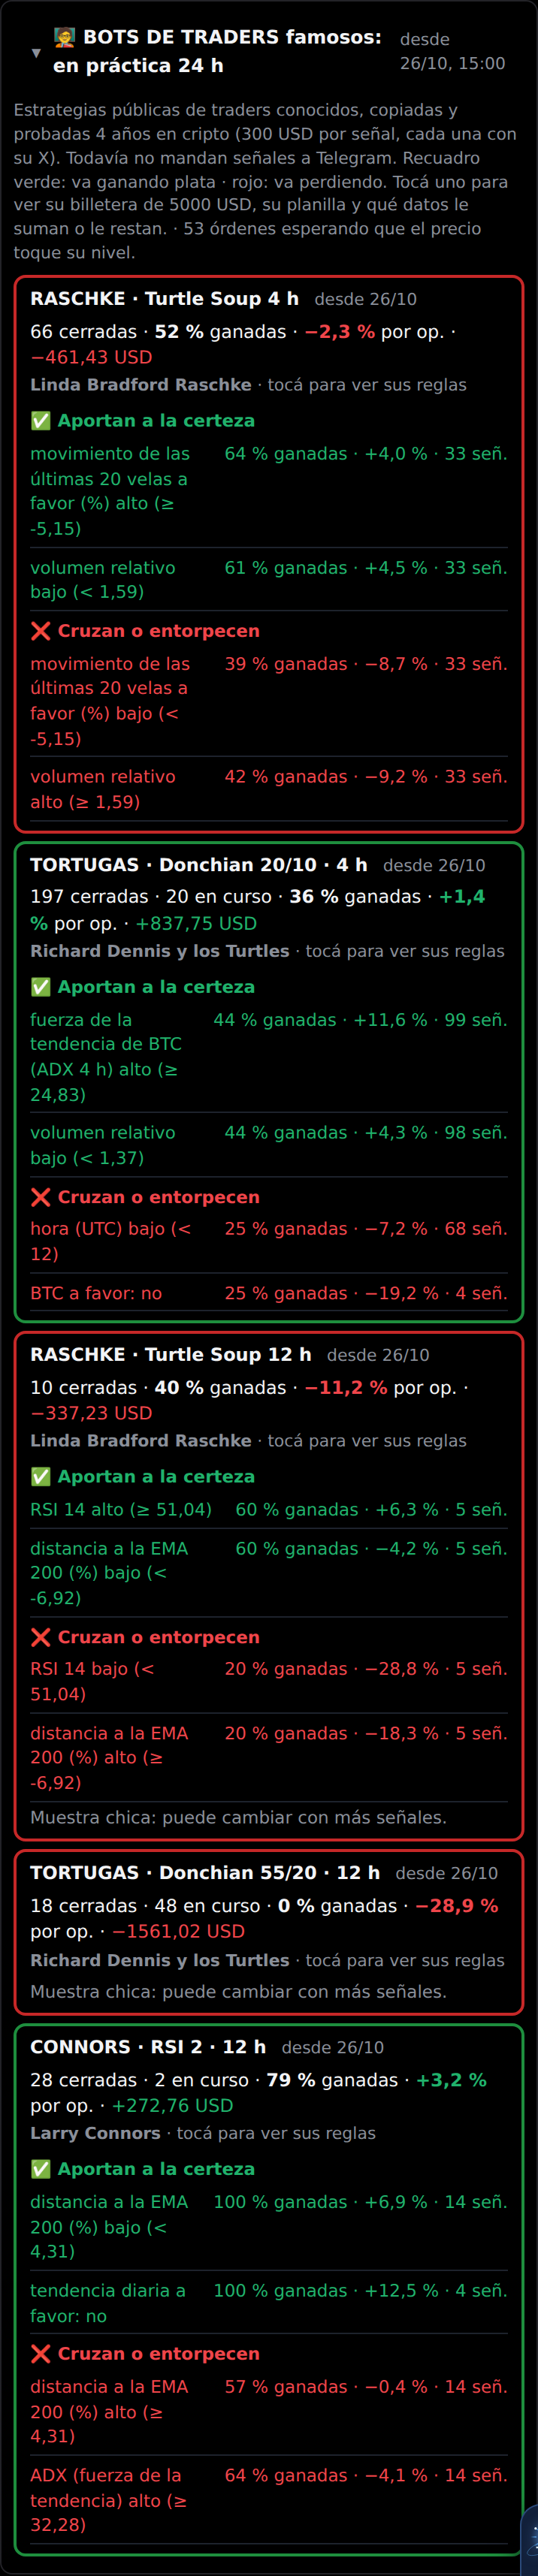 ▼ 🧑‍🏫 BOTS DE TRADERS famosos: desde
en práctica 24 h 26/10, 15:00
Estrategias públicas de traders conocidos, copiadas y
probadas 4 años en cripto (300 USD por señal, cada una con
su X). Todavía no mandan señales a Telegram. Recuadro
verde: va ganando plata · rojo: va perdiendo. Tocá uno para
ver su billetera de 5000 USD, su planilla y qué datos le
suman o le restan. · 53 órdenes esperando que el precio
toque su nivel.
RASCHKE · Turtle Soup 4 h desde 26/10
66 cerradas · 52 % ganadas · −2,3 % por op. ·
−461,43 USD
Linda Bradford Raschke · tocá para ver sus reglas
✅ Aportan a la certeza
movimiento de las 64 % ganadas · +4,0 % · 33 señ.
últimas 20 velas a
favor (%) alto (≥
-5,15)
volumen relativo 61 % ganadas · +4,5 % · 33 señ.
bajo (< 1,59)
❌ Cruzan o entorpecen
movimiento de las 39 % ganadas · −8,7 % · 33 señ.
últimas 20 velas a
favor (%) bajo (<
-5,15)
volumen relativo 42 % ganadas · −9,2 % · 33 señ.
alto (≥ 1,59)
TORTUGAS · Donchian 20/10 · 4 h desde 26/10
197 cerradas · 20 en curso · 36 % ganadas · +1,4
% por op. · +837,75 USD
Richard Dennis y los Turtles · tocá para ver sus reglas
✅ Aportan a la certeza
fuerza de la 44 % ganadas · +11,6 % · 99 señ.
tendencia de BTC
(ADX 4 h) alto (≥
24,83)
volumen relativo 44 % ganadas · +4,3 % · 98 señ.
bajo (< 1,37)
❌ Cruzan o entorpecen
hora (UTC) bajo (< 25 % ganadas · −7,2 % · 68 señ.
12)
BTC a favor: no 25 % ganadas · −19,2 % · 4 señ.
RASCHKE · Turtle Soup 12 h desde 26/10
10 cerradas · 40 % ganadas · −11,2 % por op. ·
−337,23 USD
Linda Bradford Raschke · tocá para ver sus reglas
✅ Aportan a la certeza
RSI 14 alto (≥ 51,04) 60 % ganadas · +6,3 % · 5 señ.
distancia a la EMA 60 % ganadas · −4,2 % · 5 señ.
200 (%) bajo (<
-6,92)
❌ Cruzan o entorpecen
RSI 14 bajo (< 20 % ganadas · −28,8 % · 5 señ.
51,04)
distancia a la EMA 20 % ganadas · −18,3 % · 5 señ.
200 (%) alto (≥
-6,92)
Muestra chica: puede cambiar con más señales.
TORTUGAS · Donchian 55/20 · 12 h desde 26/10
18 cerradas · 48 en curso · 0 % ganadas · −28,9 %
por op. · −1561,02 USD
Richard Dennis y los Turtles · tocá para ver sus reglas
Muestra chica: puede cambiar con más señales.
CONNORS · RSI 2 · 12 h desde 26/10
28 cerradas · 2 en curso · 79 % ganadas · +3,2 %
por op. · +272,76 USD
Larry Connors · tocá para ver sus reglas
✅ Aportan a la certeza
distancia a la EMA 100 % ganadas · +6,9 % · 14 señ.
200 (%) bajo (<
4,31)
tendencia diaria a 100 % ganadas · +12,5 % · 4 señ.
favor: no
❌ Cruzan o entorpecen
distancia a la EMA 57 % ganadas · −0,4 % · 14 señ.
200 (%) alto (≥
4,31)
ADX (fuerza de la 64 % ganadas · −4,1 % · 14 señ.
tendencia) alto (≥
32,28)